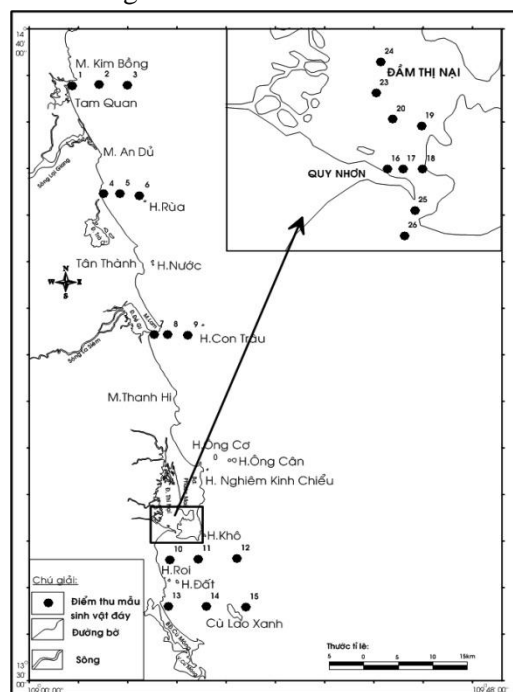 14
40
00"
M. Kim Bồng
1 2 3
Tam Quan
M. An Dủ
Sông Lại Giang
4 5 6
H.Rùa
Tân Thành
H.Nước
N
W E
S
7 8 9
H.Con Trâu
Sông La Siêm
M.Thanh Hi
H.Ông Cơ
H.Ông Căn
H. Nghiêm Kinh Chiểu
H.Khô
10 11 12
H.Roi
H.Đất
13 14 15
Cù Lao Xanh
24
ĐẦM THỊ NẠI
23
20
19
16 17 18
QUY NHƠN
25
26
Chú giải:
Điểm thu mẫu
sinh vật đáy
Đường bờ
Sông
Thước tỉ lệ:
5 0 5 10 15km
13
30
00"
109°00'00"
109°48'00"